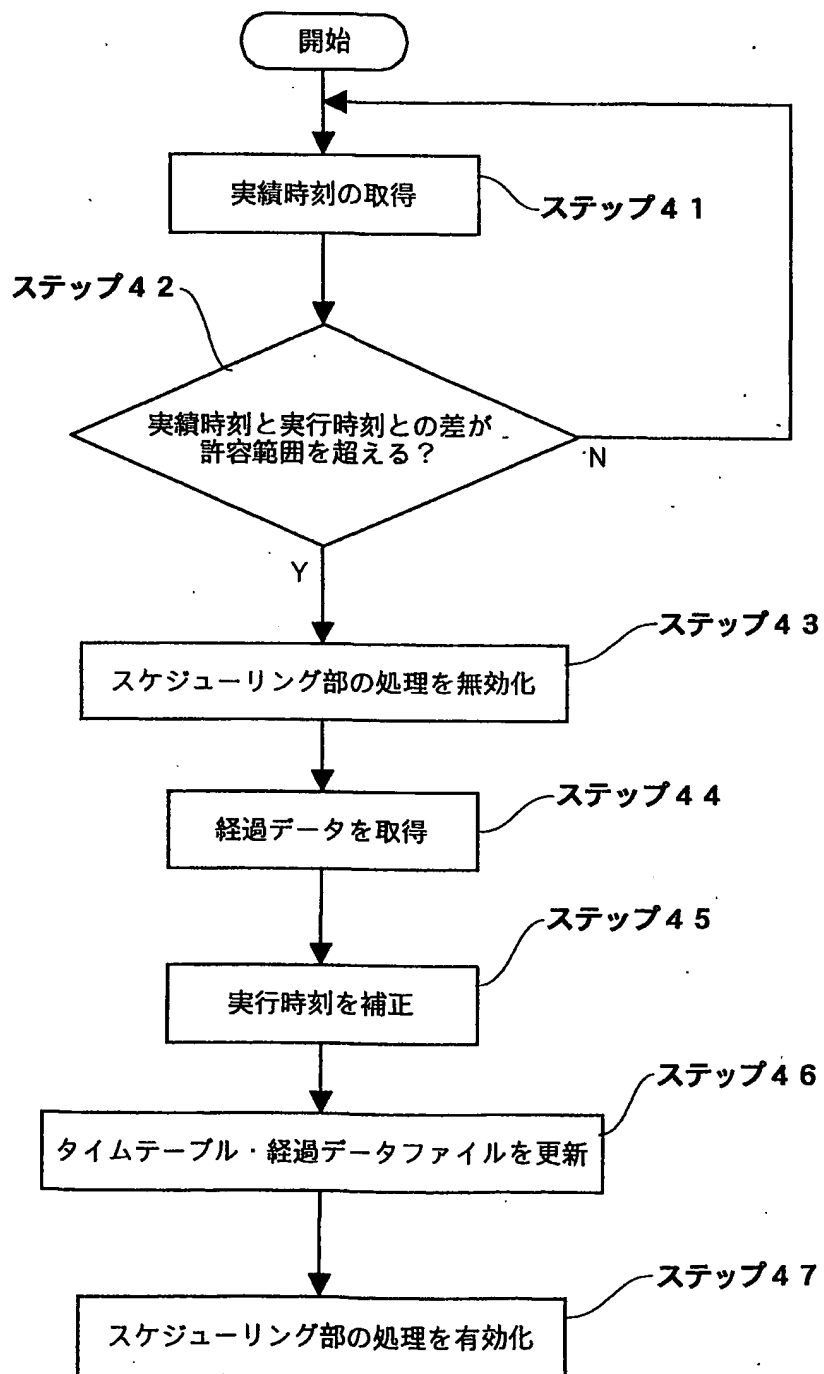 開始
実績時刻の取得
ステップ41
ステップ42
実績時刻と実行時刻との差が
許容範囲を超える？
N
Y
ステップ43
スケジューリング部の処理を無効化
ステップ44
経過データを取得
ステップ45
実行時刻を補正
ステップ46
タイムテーブル・経過データファイルを更新
ステップ47
スケジューリング部の処理を有効化